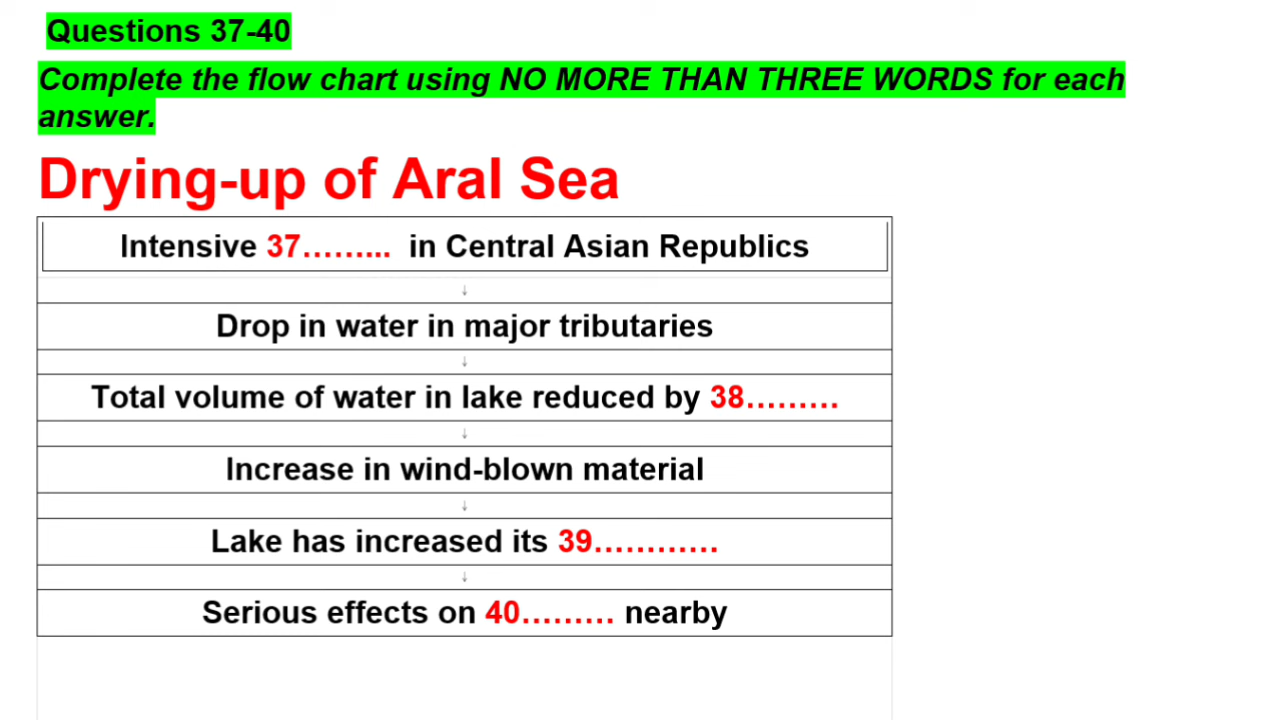 Questions 37-40
Complete the flow chart using NO MORE THAN THREE WORDS for each
answer.
Drying-up of Aral Sea
Intensive 37……... in Central Asian Republics
↓
Drop in water in major tributaries
↓
Total volume of water in lake reduced by 38………
↓
Increase in wind-blown material
↓
Lake has increased its 39…………
↓
Serious effects on 40……… nearby